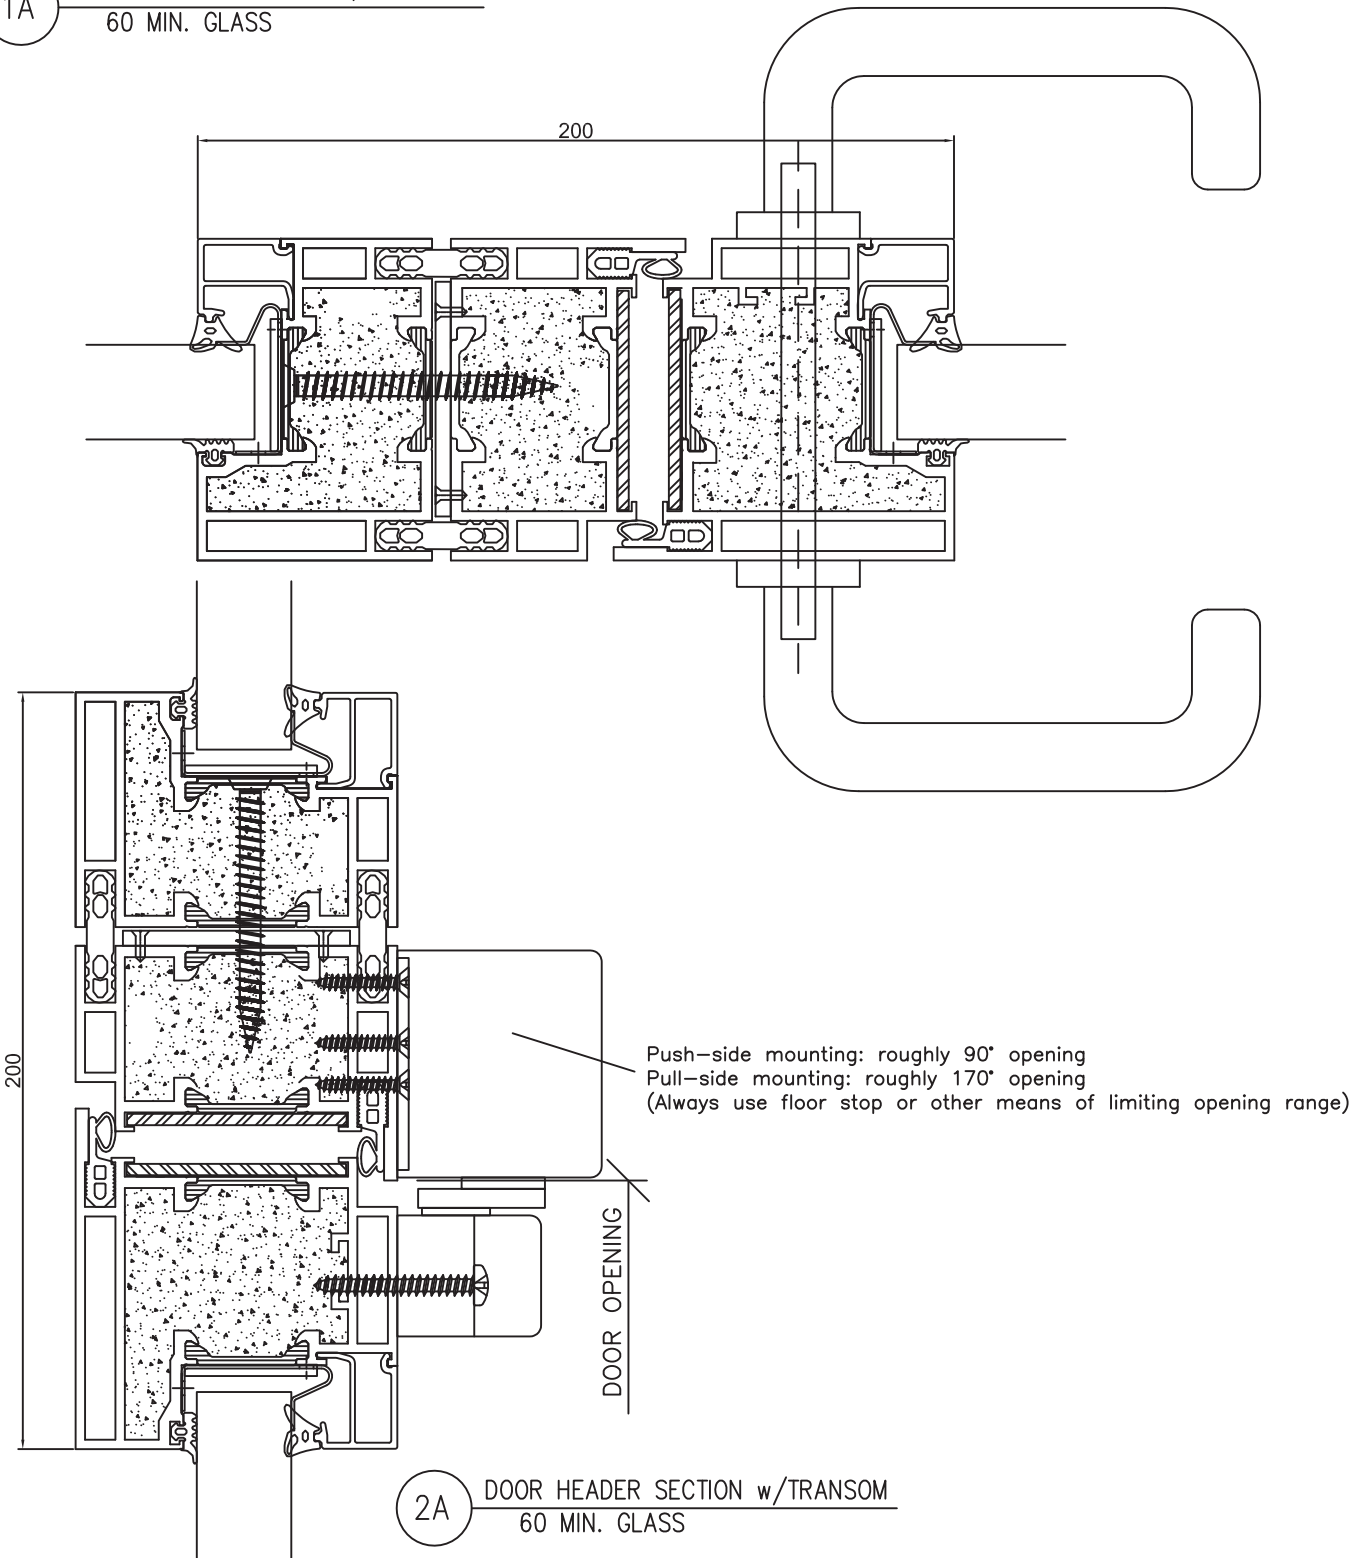 1A
60 MIN. GLASS
200
200
Push-side mounting: roughly 90° opening
Pull-side mounting: roughly 170° opening
(Always use floor stop or other means of limiting opening range)
DOOR OPENING
2A
DOOR HEADER SECTION w/TRANSOM
60 MIN. GLASS